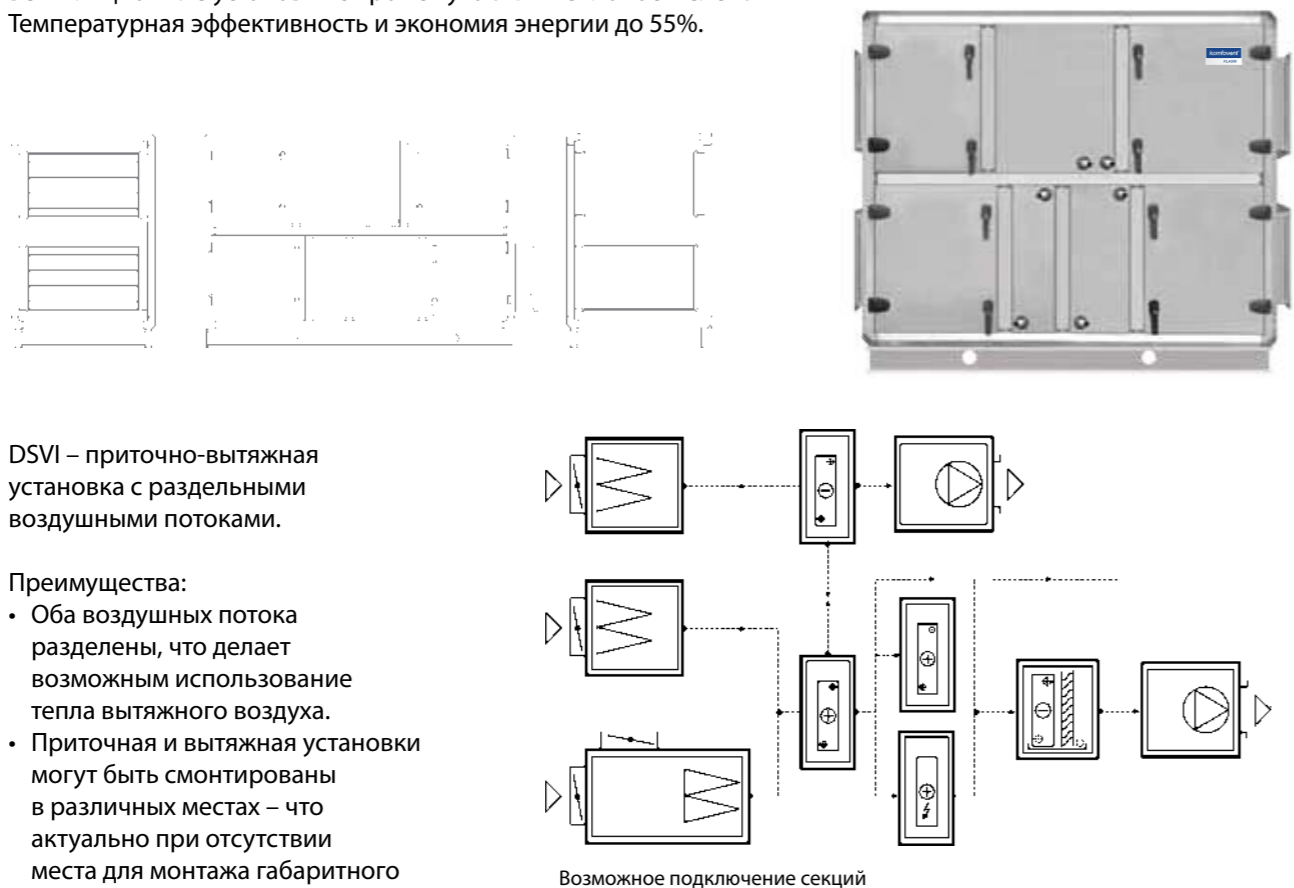 Температурная эффективность и экономия энергии до 55%.
komfovent
DSVI – приточно-вытяжная
установка с раздельными
воздушными потоками.
Преимущества:
• Оба воздушных потока
разделены, что делает
возможным использование
тепла вытяжного воздуха.
• Приточная и вытяжная установки
могут быть смонтированы
в различных местах – что
актуально при отсутствии
места для монтажа габаритного
Возможное подключение секций